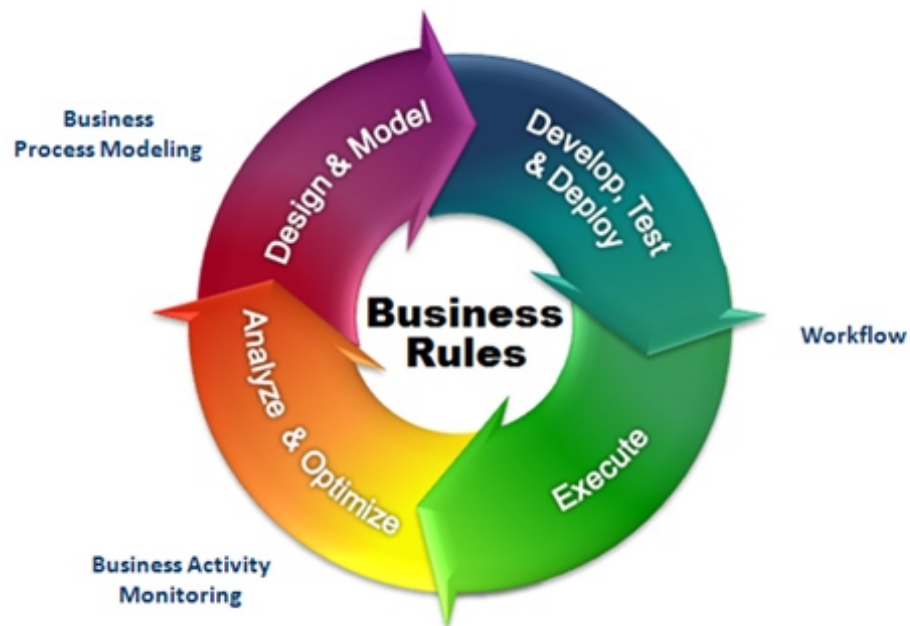 Business
Process Modeling
Design & Model
Develop, Test
& Deploy
Business
Rules
Workflow
Analyze & Optimize
Execute
Business Activity
Monitoring